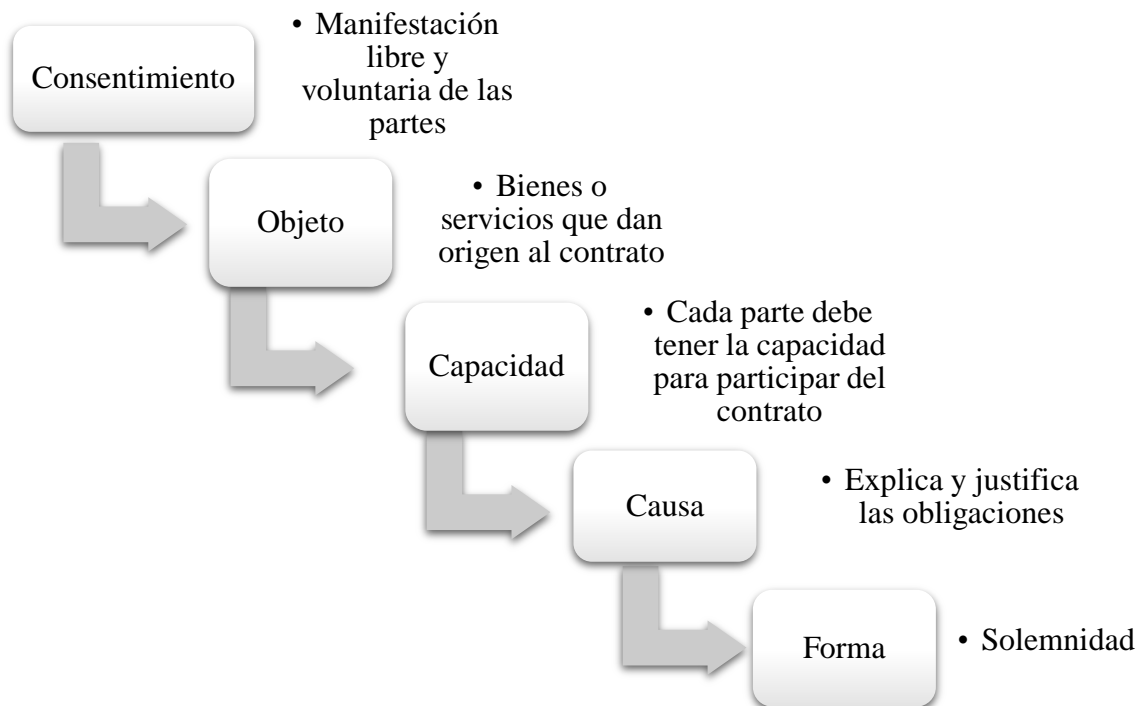 Consentimiento
• Manifestación
libre y
voluntaria de las
partes
Objeto
• Bienes o
servicios que dan
origen al contrato
Capacidad
• Cada parte debe
tener la capacidad
para participar del
contrato
Causa
• Explica y justifica
las obligaciones
Forma
• Solemnidad